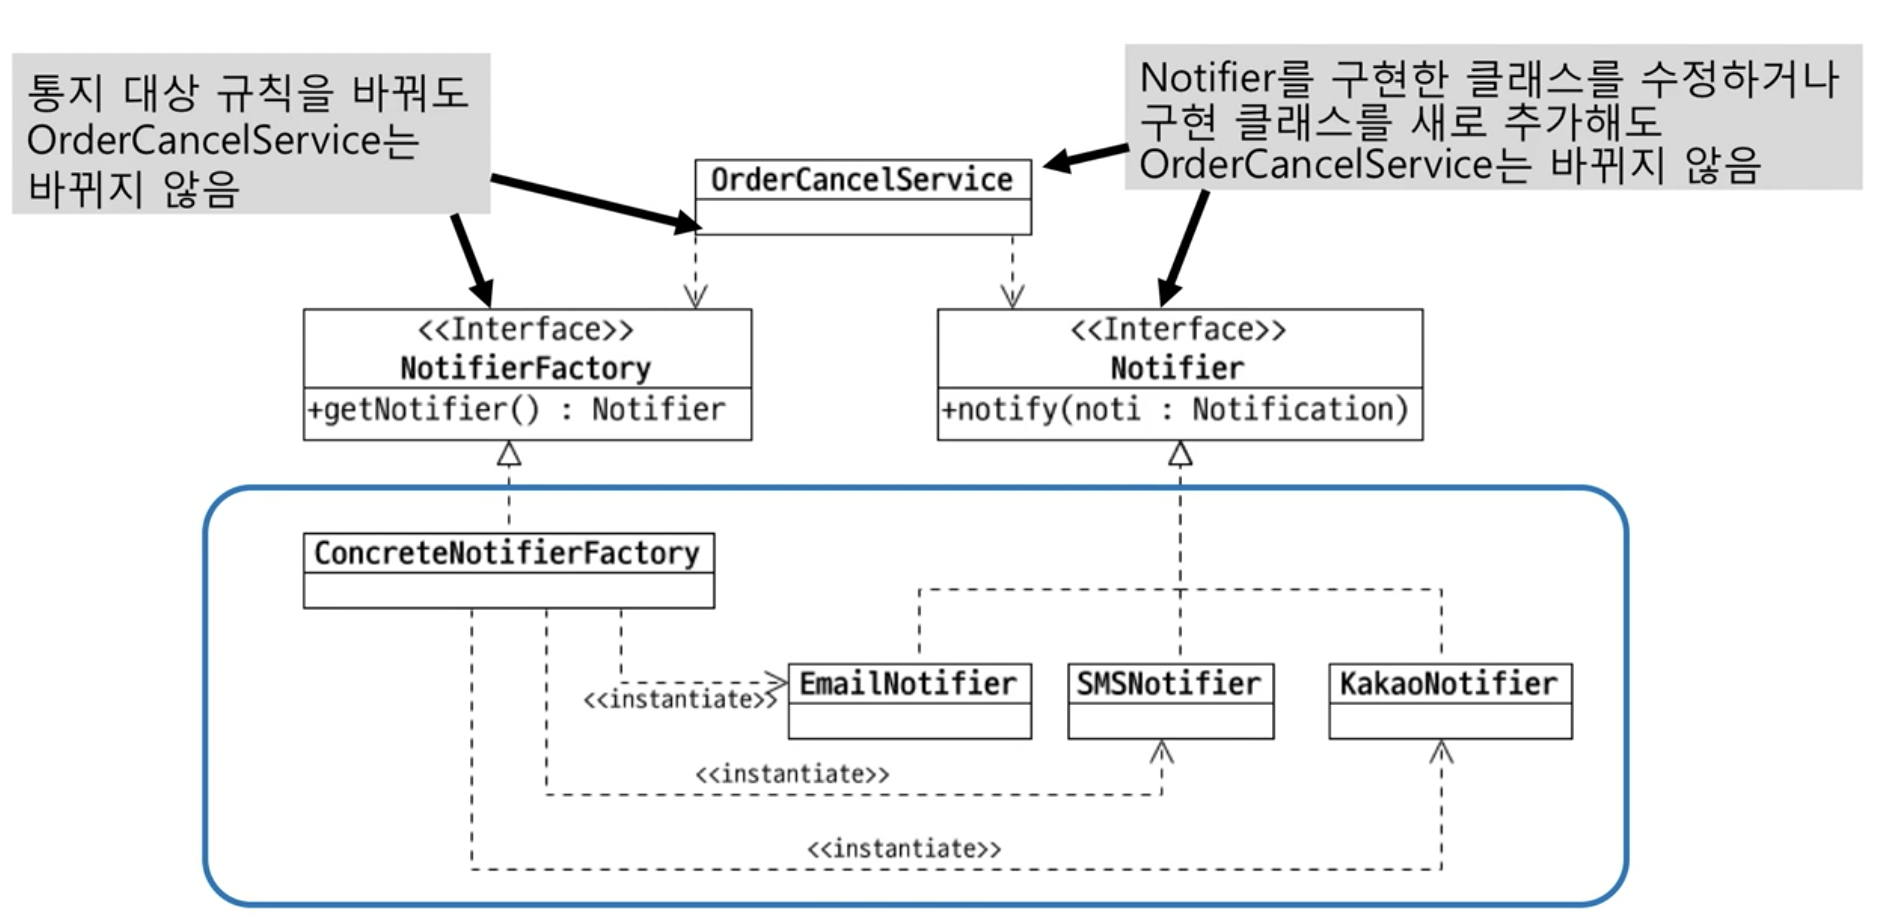 통지 대상 규칙을 바꿔도
OrderCancelService는
바뀌지 않음
Notifier를 구현한 클래스를 수정하거나
구현 클래스를 새로 추가해도
OrderCancelService는 바뀌지 않음
OrderCancelService
<<Interface>>
NotifierFactory
+getNotifier() : Notifier
<<Interface>>
Notifier
+notify(noti : Notification)
ConcreteNotifierFactory
EmailNotifier
SMSNotifier
KakaoNotifier
<<instantiate>>
<<instantiate>>
<<instantiate>>